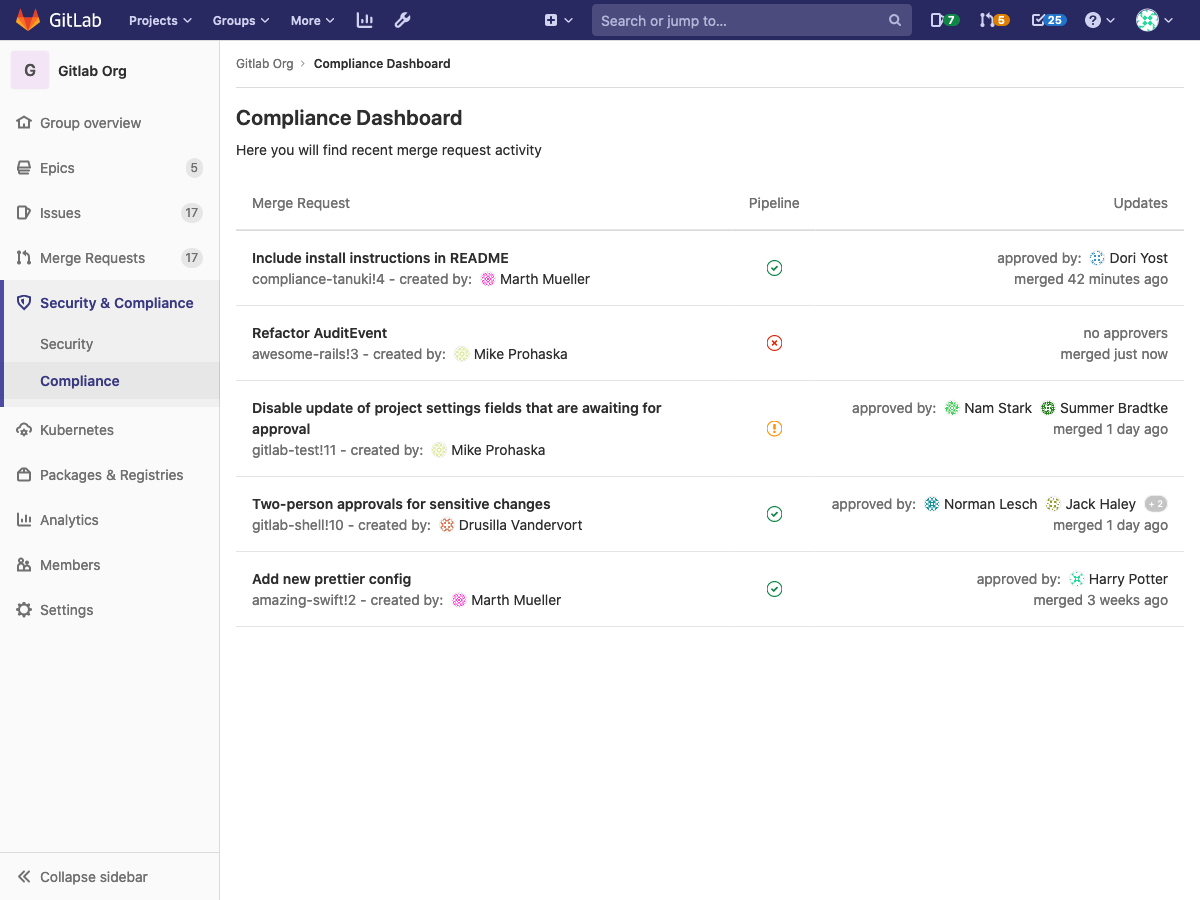 GitLab Projects Groups More Search or jump to... 7 5 25
G Gitlab Org
Group overview
Epics 5
Issues 17
Merge Requests 17
Security & Compliance
Security
Compliance
Kubernetes
Packages & Registries
Analytics
Members
Settings
Collapse sidebar
Gitlab Org › Compliance Dashboard
Compliance Dashboard
Here you will find recent merge request activity
Merge Request Pipeline Updates
Include install instructions in README
compliance-tanuki!4 - created by: Marth Mueller
approved by: Dori Yost
merged 42 minutes ago
Refactor AuditEvent
awesome-rails!3 - created by: Mike Prohaska
no approvers
merged just now
Disable update of project settings fields that are awaiting for
approval
gitlab-test!11 - created by: Mike Prohaska
approved by: Nam Stark Summer Bradtke
merged 1 day ago
Two-person approvals for sensitive changes
gitlab-shell!10 - created by: Drusilla Vandervort
approved by: Norman Lesch Jack Haley + 2
merged 1 day ago
Add new prettier config
amazing-swift!2 - created by: Marth Mueller
approved by: Harry Potter
merged 3 weeks ago